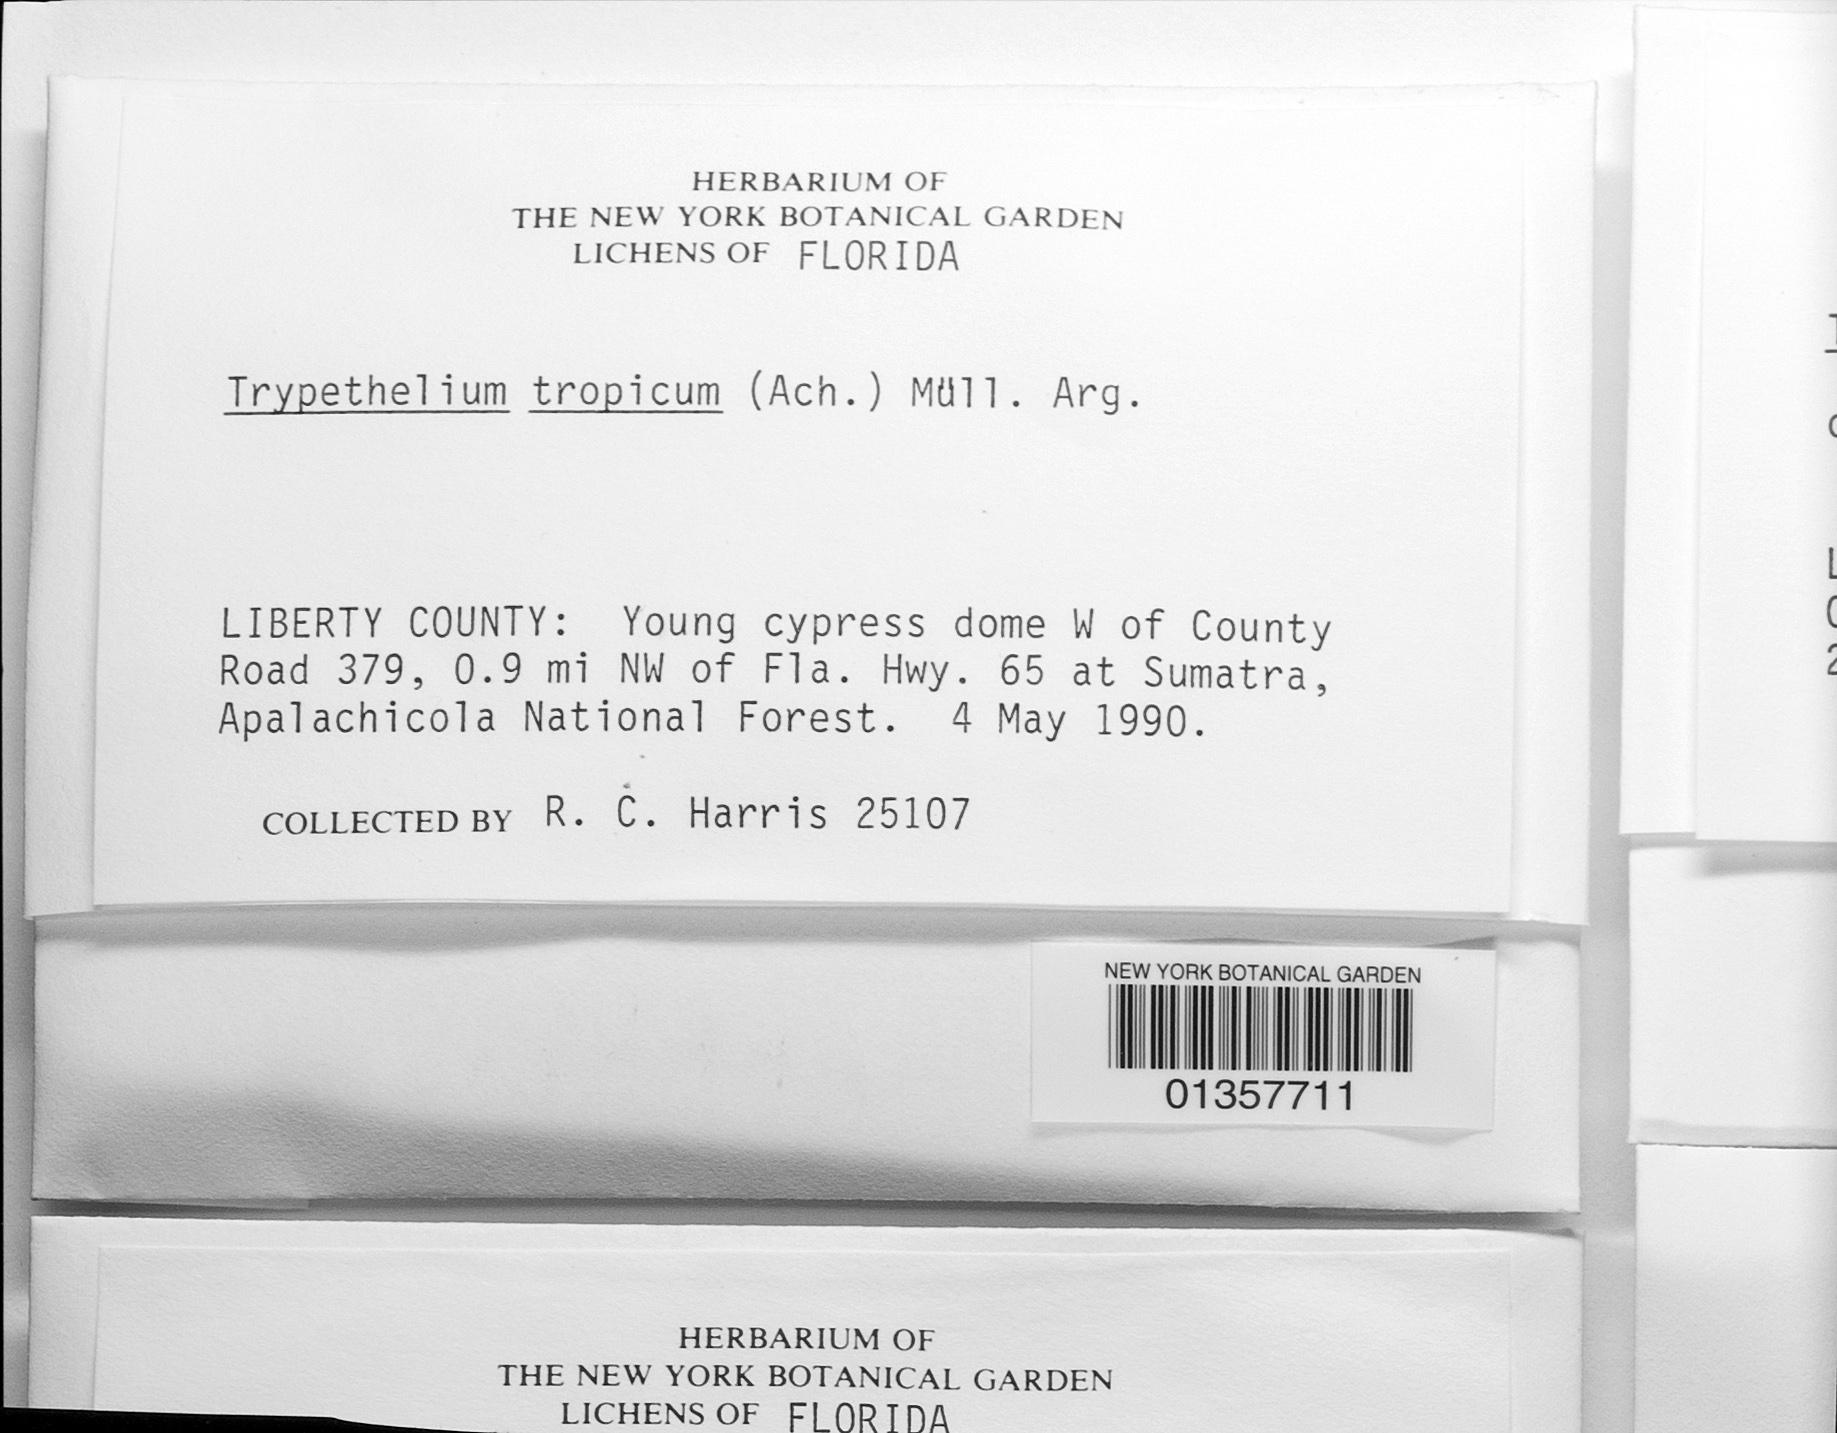 HERBARIUM OF
THE NEW YORK BOTANICAL GARDEN
LICHENS OF FLORIDA
Trypethelium tropicum (Ach.) Müll. Arg.
LIBERTY COUNTY: Young cypress dome W of County
Road 379, 0.9 mi NW of Fla. Hwy. 65 at Sumatra,
Apalachicola National Forest. 4 May 1990.
COLLECTED BY R. C. Harris 25107
NEW YORK BOTANICAL GARDEN
01357711
HERBARIUM OF
THE NEW YORK BOTANICAL GARDEN
LICHENS OF FLORIDA